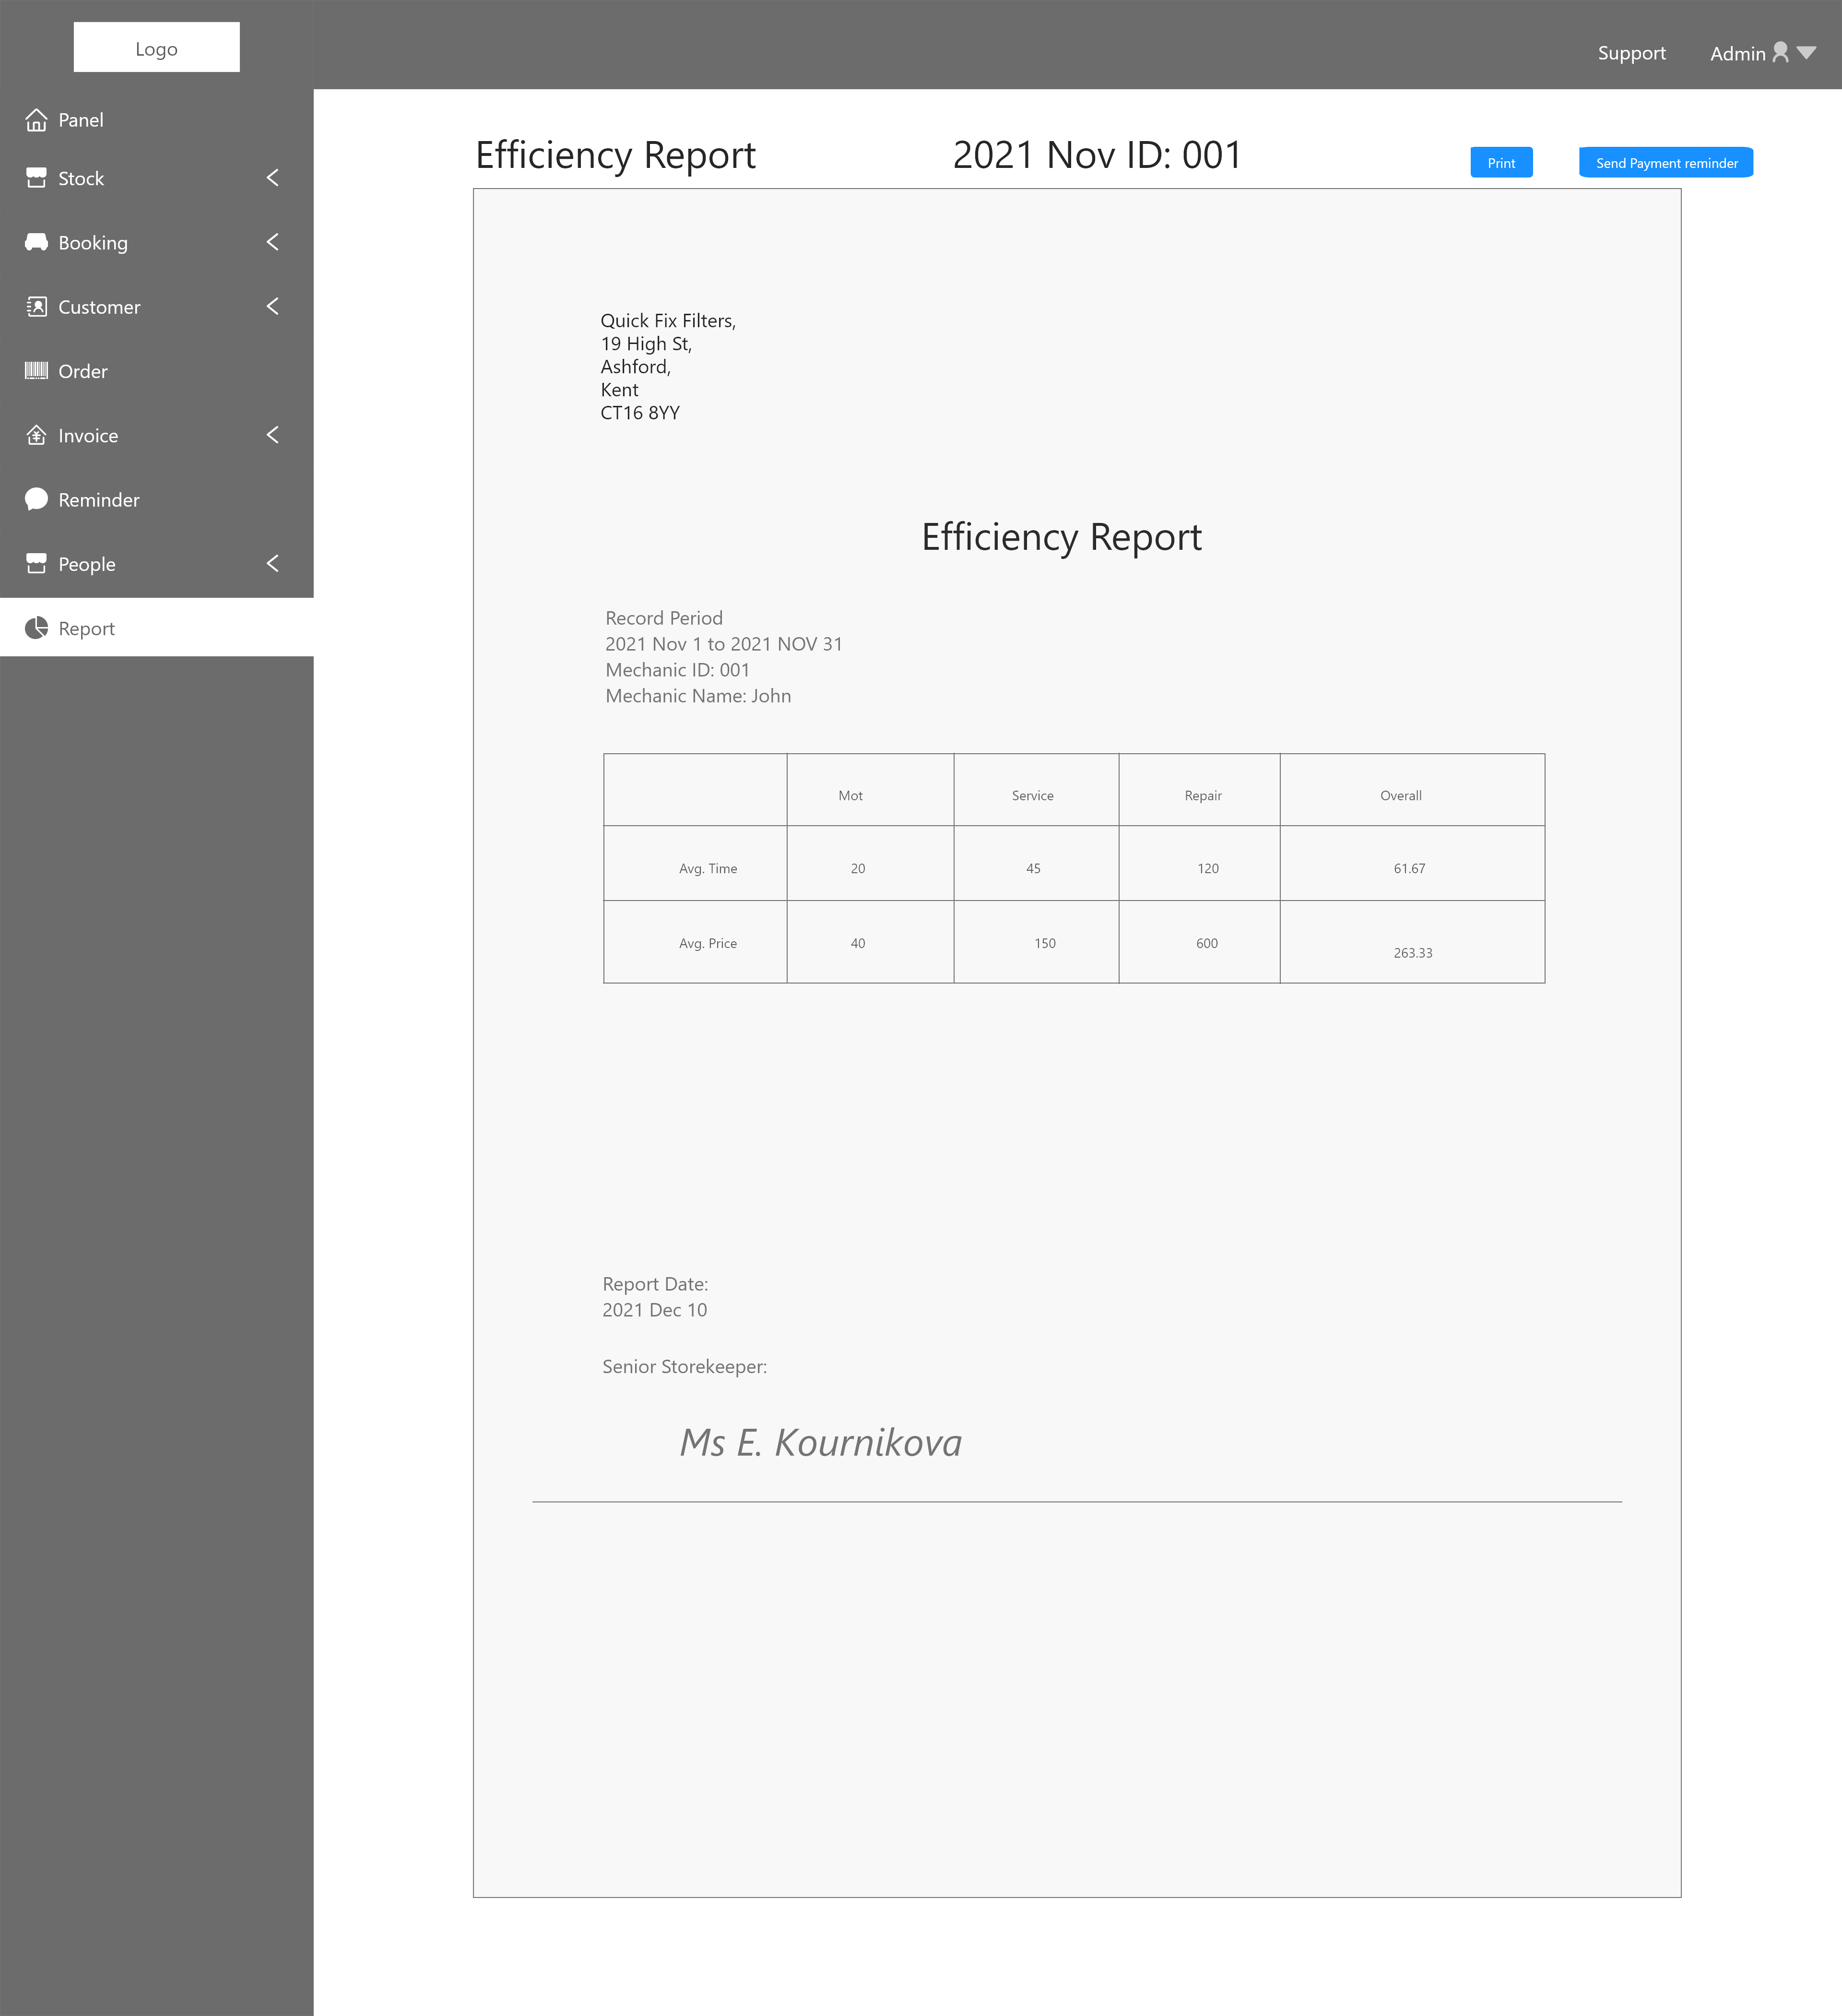 Logo
Support
Admin
Panel
Stock
Booking
Customer
Order
Invoice
Reminder
People
Report
Efficiency Report
2021 Nov ID: 001
Print
Send Payment reminder
Quick Fix Filters,
19 High St,
Ashford,
Kent
CT16 8YY
Efficiency Report
Record Period
2021 Nov 1 to 2021 NOV 31
Mechanic ID: 001
Mechanic Name: John
Mot Service Repair Overall
Avg. Time 20 45 120 61.67
Avg. Price 40 150 600 263.33
Report Date:
2021 Dec 10
Senior Storekeeper:
Ms E. Kournikova